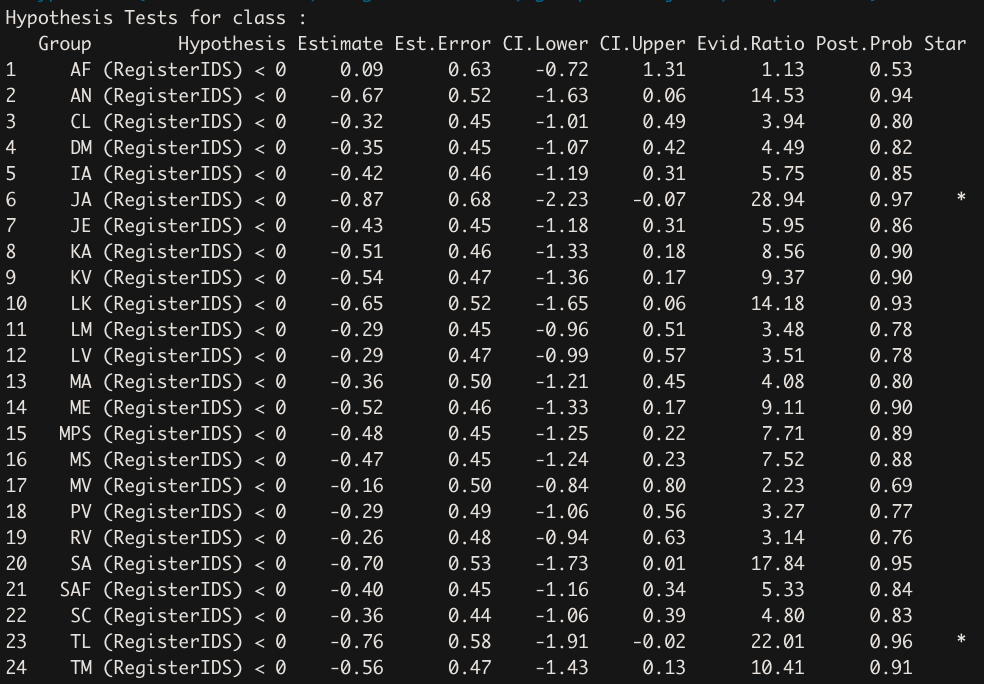 Hypothesis Tests for class :
   Group        Hypothesis Estimate Est.Error CI.Lower CI.Upper Evid.Ratio Post.Prob Star
1     AF (RegisterIDS) < 0     0.09      0.63    -0.72     1.31       1.13      0.53
2     AN (RegisterIDS) < 0    -0.67      0.52    -1.63     0.06      14.53      0.94
3     CL (RegisterIDS) < 0    -0.32      0.45    -1.01     0.49       3.94      0.80
4     DM (RegisterIDS) < 0    -0.35      0.45    -1.07     0.42       4.49      0.82
5     IA (RegisterIDS) < 0    -0.42      0.46    -1.19     0.31       5.75      0.85
6     JA (RegisterIDS) < 0    -0.87      0.68    -2.23    -0.07      28.94      0.97    *
7     JE (RegisterIDS) < 0    -0.43      0.45    -1.18     0.31       5.95      0.86
8     KA (RegisterIDS) < 0    -0.51      0.46    -1.33     0.18       8.56      0.90
9     KV (RegisterIDS) < 0    -0.54      0.47    -1.36     0.17       9.37      0.90
10    LK (RegisterIDS) < 0    -0.65      0.52    -1.65     0.06      14.18      0.93
11    LM (RegisterIDS) < 0    -0.29      0.45    -0.96     0.51       3.48      0.78
12    LV (RegisterIDS) < 0    -0.29      0.47    -0.99     0.57       3.51      0.78
13    MA (RegisterIDS) < 0    -0.36      0.50    -1.21     0.45       4.08      0.80
14    ME (RegisterIDS) < 0    -0.52      0.46    -1.33     0.17       9.11      0.90
15   MPS (RegisterIDS) < 0    -0.48      0.45    -1.25     0.22       7.71      0.89
16    MS (RegisterIDS) < 0    -0.47      0.45    -1.24     0.23       7.52      0.88
17    MV (RegisterIDS) < 0    -0.16      0.50    -0.84     0.80       2.23      0.69
18    PV (RegisterIDS) < 0    -0.29      0.49    -1.06     0.56       3.27      0.77
19    RV (RegisterIDS) < 0    -0.26      0.48    -0.94     0.63       3.14      0.76
20    SA (RegisterIDS) < 0    -0.70      0.53    -1.73     0.01      17.84      0.95
21   SAF (RegisterIDS) < 0    -0.40      0.45    -1.16     0.34       5.33      0.84
22    SC (RegisterIDS) < 0    -0.36      0.44    -1.06     0.39       4.80      0.83
23    TL (RegisterIDS) < 0    -0.76      0.58    -1.91    -0.02      22.01      0.96    *
24    TM (RegisterIDS) < 0    -0.56      0.47    -1.43     0.13      10.41      0.91